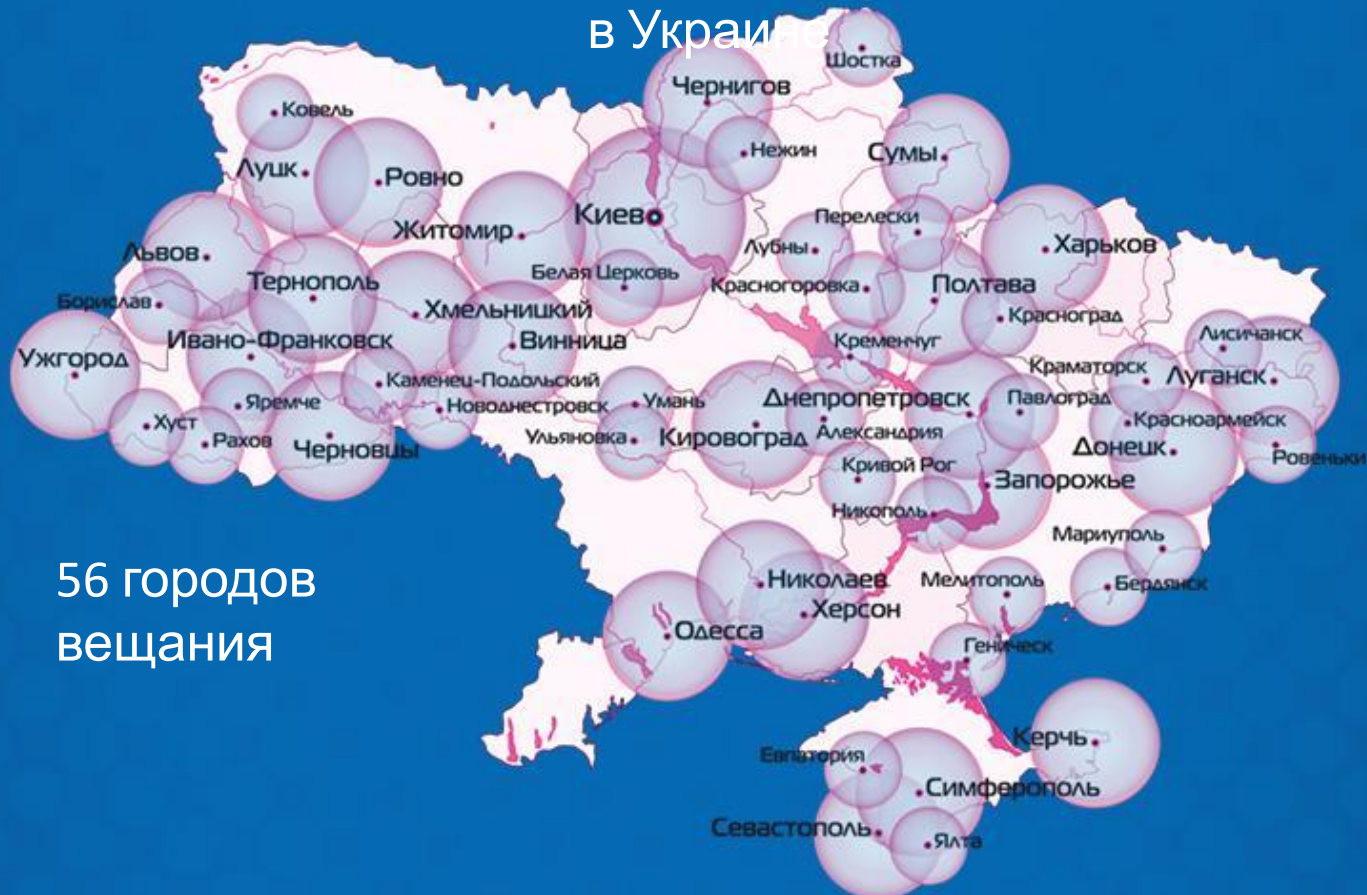 в Украине
Шостка
Чернигов
Ковель
Нежин
Сумы
Луцк
Ровно
Киев
Перелески
Житомир
Харьков
Львов
Лубны
Белая Церковь
Тернополь
Красногоровка
Полтава
Борислав
Хмельницкий
Красноград
Ивано-Франковск
Винница
Кременчуг
Лисичанск
Ужгород
Краматорск
Луганск
Каменец-Подольский
Яремче
Новоднестровск
Умань
Днепропетровск
Павлоград
Хуст
Рахов
Черновцы
Ульяновка
Кировоград
Александрия
Красноармейск
Донецк
Ровеньки
Кривой Рог
Запорожье
Никополь
Мариуполь
56 городов
вещания
Николаев
Мелитополь
Бердянск
Херсон
Одесса
Геническ
Керчь
Евпатория
Симферополь
Севастополь
Ялта